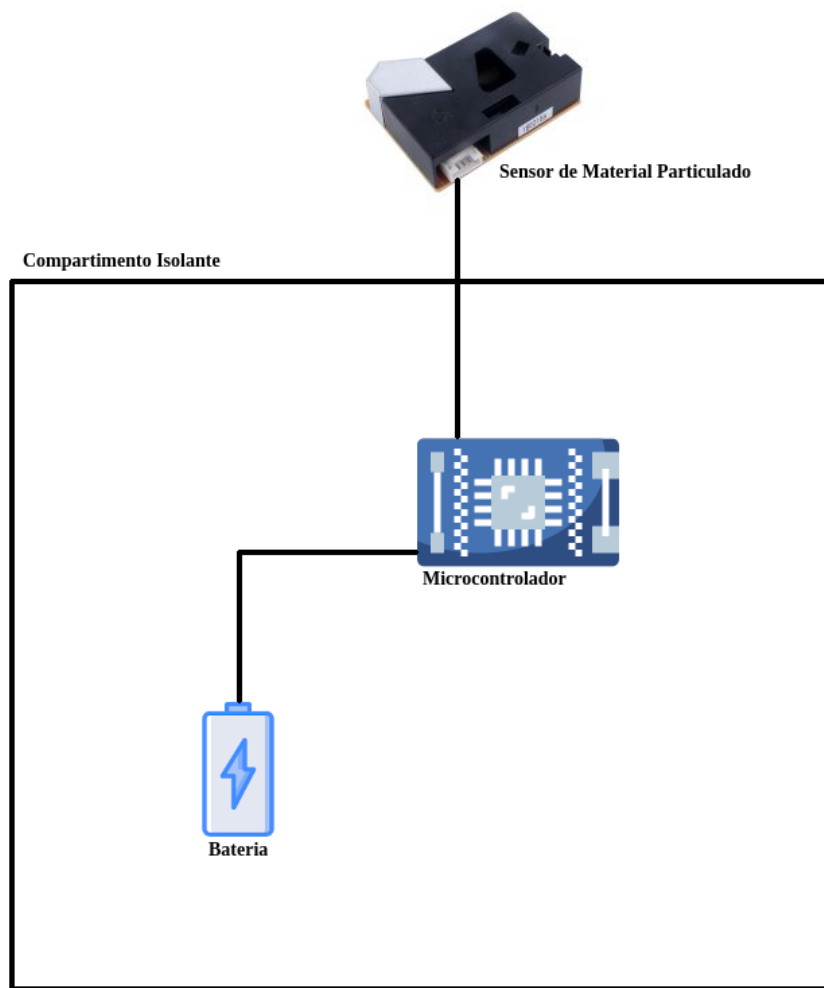 Sensor de Material Particulado
Compartimento Isolante
Microcontrolador
Bateria